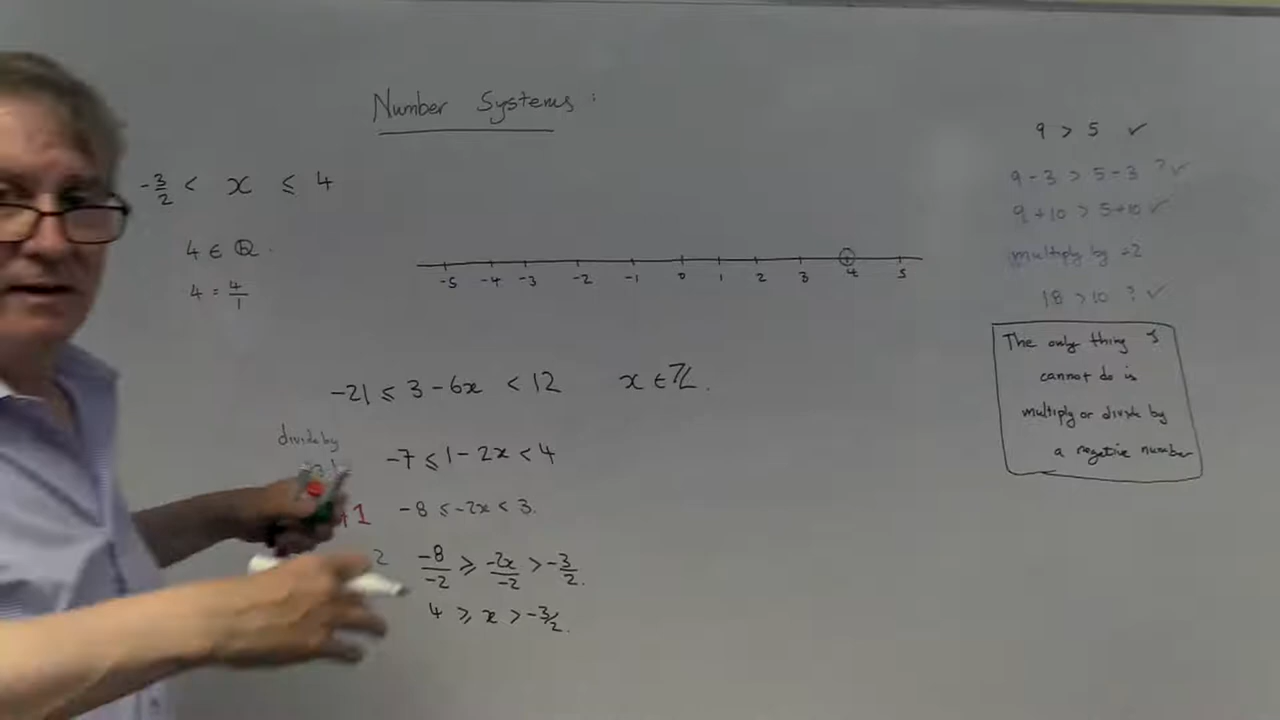 Number Systems :
-3/2 < x ≤ 4
4 ∈ ℚ .
4 = 4/1
-5 -4 -3 -2 -1 0 1 2 3 4 5
-21 ≤ 3 - 6x < 12 x ∈ ℤ .
divide by
-7 ≤ 1 - 2x < 4
+1 -8 ≤ -2x < 3.
2 -8/-2 ≥ -2x/-2 > -3/2.
4 ≥ x > -3/2.
9 > 5 ✓
9 - 3 > 5 - 3 ? ✓
9 + 10 > 5 + 10 ✓
multiply by +2
18 > 10 ? ✓
The only thing
cannot do is
multiply or divide by
a negative number